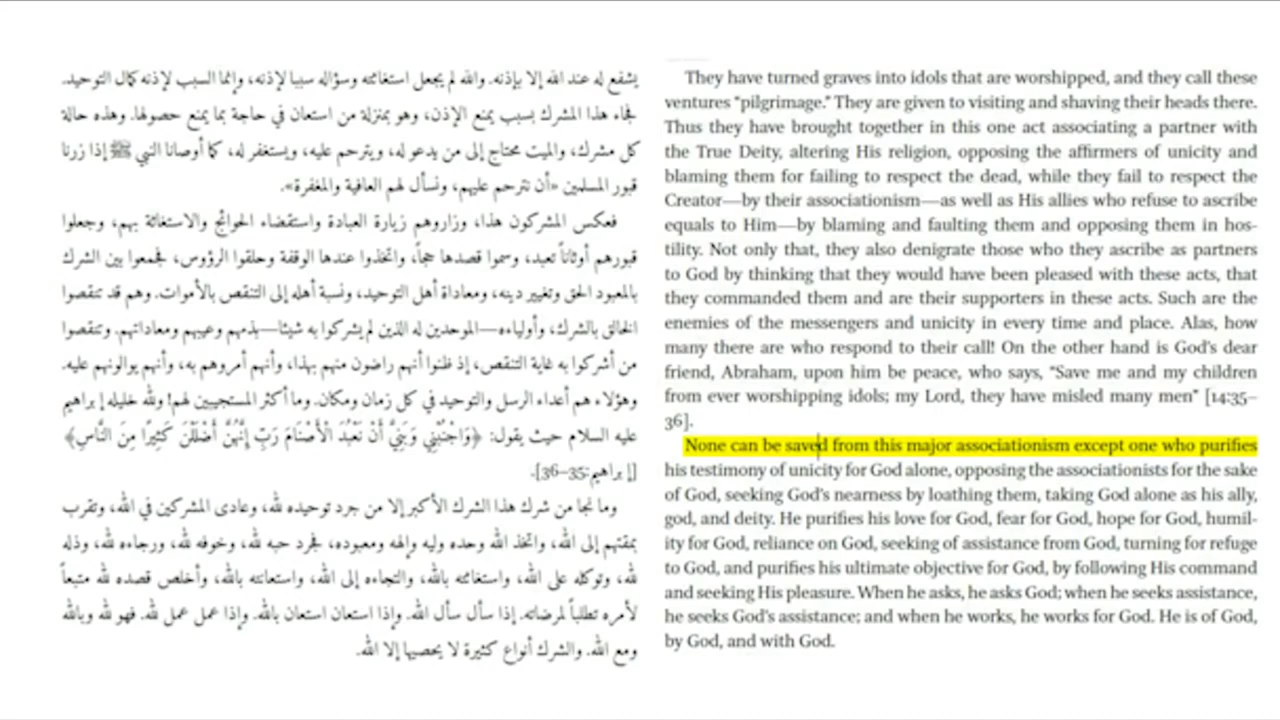 يشفع له عند الله إلا بإذنه. والله لم يجعل استغاثته وسؤاله سببا لإذنه، وإنما السبب لإذنه كمال التوحيد.
فجاء هذا المشرك بسبب يمنع الإذن، وهو بمنزلة من استعان في حاجة بما يمنع حصولها. وهذه حالة
كل مشرك، والميت محتاج إلى من يدعو له، ويترحم عليه، ويستغفر له، كما أوصانا النبي ﷺ إذا زرنا
قبور المسلمين «أن نترحم عليهم، ونسأل لهم العافية والمغفرة».
فعكس المشركون هذا، وزاروهم زيارة العبادة واستقضاء الحوائج والاستغاثة بهم، وجعلوا
قبورهم أوثاناً تعبد، وسموا قصدها حجاً، واتخذوا عندها الوقفة وحلقوا الرؤوس، فجمعوا بين الشرك
بالمعبود الحق وتغيير دينه، ومعاداة أهل التوحيد، ونسبة أهله إلى التنقص بالأموات. وهم قد تنقصوا
الخالق بالشرك، وأولياءه—الموحدين له الذين لم يشركوا به شيئا—بذمهم وعيبهم ومعاداتهم. وتنقصوا
من أشركوا به غاية التنقص، إذ ظنوا أنهم راضون منهم بهذا، وأنهم أمروهم به، وأنهم يوالونهم عليه.
وهؤلاء هم أعداء الرسل والتوحيد في كل زمان ومكان. وما أكثر المستجيبين لهم! ولله خليله إبراهيم
عليه السلام حيث يقول: ﴿وَاجْنُبْنِي وَبَنِيَّ أَنْ نَعْبُدَ الْأَصْنَامَ رَبِّ إِنَّهُنَّ أَضْلَلْنَ كَثِيرًا مِنَ النَّاسِ﴾
[إبراهيم:35-36].
وما نجا من شرك هذا الشرك الأكبر إلا من جرد توحيده لله، وعادى المشركين في الله، وتقرب
بمقتهم إلى الله، واتخذ الله وحده وليه وإلهه ومعبوده، فجرد حبه لله، وخوفه لله، ورجاءه لله، وذله
لله، وتوكله على الله، واستعانته بالله، والتجاءه إلى الله، واستغاثته بالله، وأخلص قصده لله متبعاً
لأمره تطلباً لمرضاته. إذا سأل سأل الله. وإذا استعان استعان بالله. وإذا عمل عمل لله. فهو لله وبالله
ومع الله. والشرك أنواع كثيرة لا يحصيها إلا الله.
They have turned graves into idols that are worshipped, and they call these
ventures "pilgrimage." They are given to visiting and shaving their heads there.
Thus they have brought together in this one act associating a partner with
the True Deity, altering His religion, opposing the affirmers of unicity and
blaming them for failing to respect the dead, while they fail to respect the
Creator—by their associationism—as well as His allies who refuse to ascribe
equals to Him—by blaming and faulting them and opposing them in hos-
tility. Not only that, they also denigrate those who they ascribe as partners
to God by thinking that they would have been pleased with these acts, that
they commanded them and are their supporters in these acts. Such are the
enemies of the messengers and unicity in every time and place. Alas, how
many there are who respond to their call! On the other hand is God's dear
friend, Abraham, upon him be peace, who says, "Save me and my children
from ever worshipping idols; my Lord, they have misled many men" [14:35–
36].
None can be saved from this major associationism except one who purifies
his testimony of unicity for God alone, opposing the associationists for the sake
of God, seeking God's nearness by loathing them, taking God alone as his ally,
god, and deity. He purifies his love for God, fear for God, hope for God, humil-
ity for God, reliance on God, seeking of assistance from God, turning for refuge
to God, and purifies his ultimate objective for God, by following His command
and seeking His pleasure. When he asks, he asks God; when he seeks assistance,
he seeks God's assistance; and when he works, he works for God. He is of God,
by God, and with God.